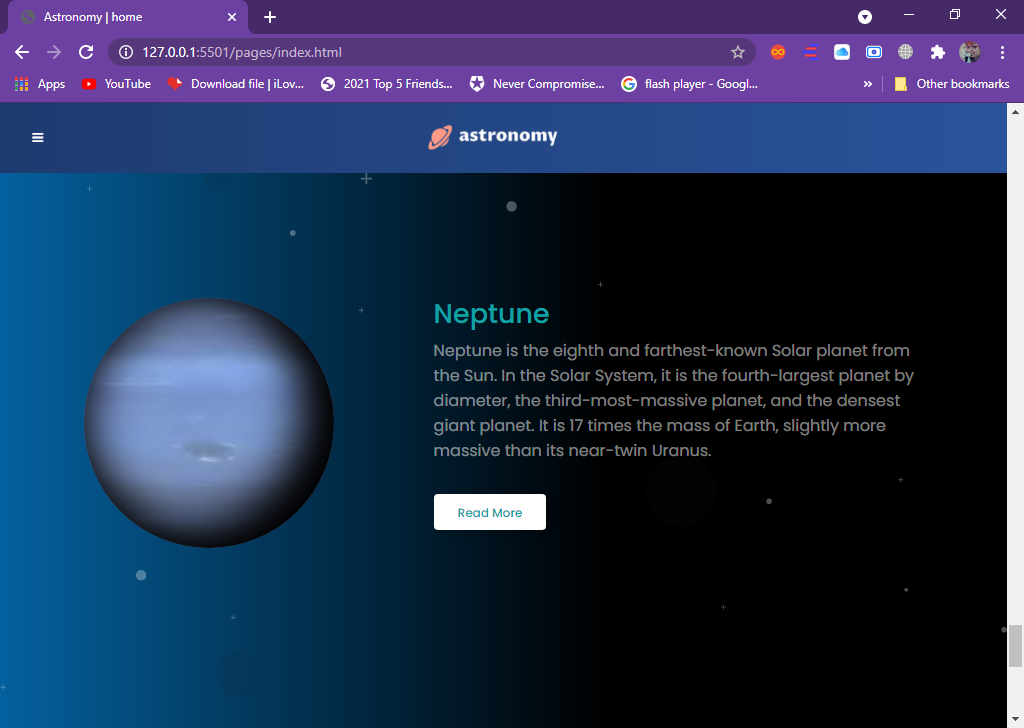 Astronomy | home
127.0.0.1:5501/pages/index.html
Apps
YouTube
Download file | iLov...
2021 Top 5 Friends...
Never Compromise...
flash player - Googl...
»
Other bookmarks
astronomy
Neptune
Neptune is the eighth and farthest-known Solar planet from
the Sun. In the Solar System, it is the fourth-largest planet by
diameter, the third-most-massive planet, and the densest
giant planet. It is 17 times the mass of Earth, slightly more
massive than its near-twin Uranus.
Read More